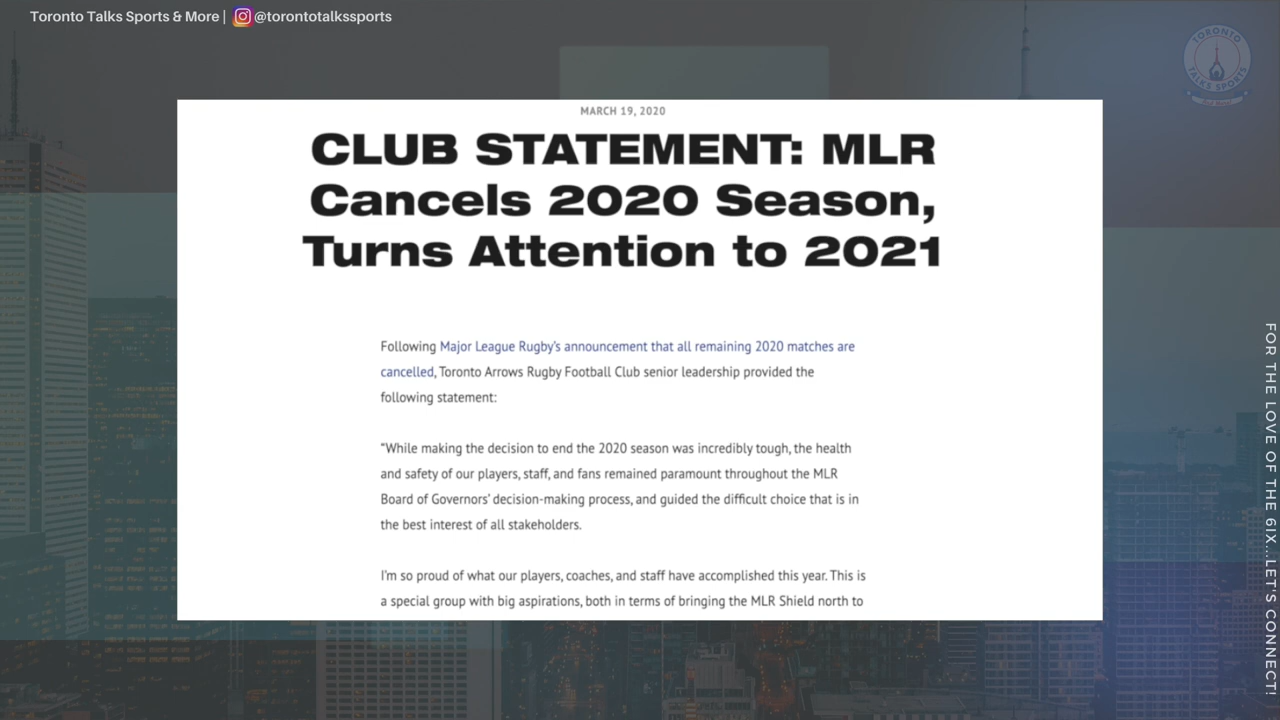 Toronto Talks Sports & More | @torontotalkssports
TORONTO
TALKS SPORTS
MARCH 19, 2020
CLUB STATEMENT: MLR
Cancels 2020 Season,
Turns Attention to 2021
Following Major League Rugby's announcement that all remaining 2020 matches are
cancelled, Toronto Arrows Rugby Football Club senior leadership provided the
following statement:
“While making the decision to end the 2020 season was incredibly tough, the health
and safety of our players, staff, and fans remained paramount throughout the MLR
Board of Governors’ decision-making process, and guided the difficult choice that is in
the best interest of all stakeholders.
I’m so proud of what our players, coaches, and staff have accomplished this year. This is
a special group with big aspirations, both in terms of bringing the MLR Shield north to
FOR THE LOVE OF THE 6IX...LET'S CONNECT!